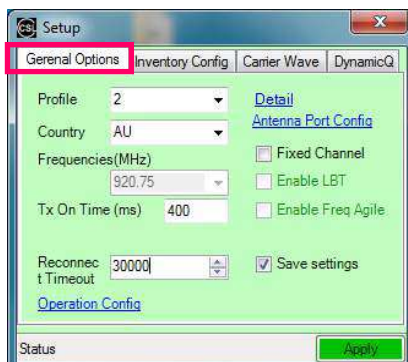 CSL Setup
Gerenal Options Inventory Config Carrier Wave DynamicQ
Profile 2 Detail
Country AU Antenna Port Config
Frequencies(MHz) Fixed Channel
920.75 Enable LBT
Tx On Time (ms) 400 Enable Freq Agile
Reconnec
t Timeout 30000 Save settings
Operation Config
Status Apply